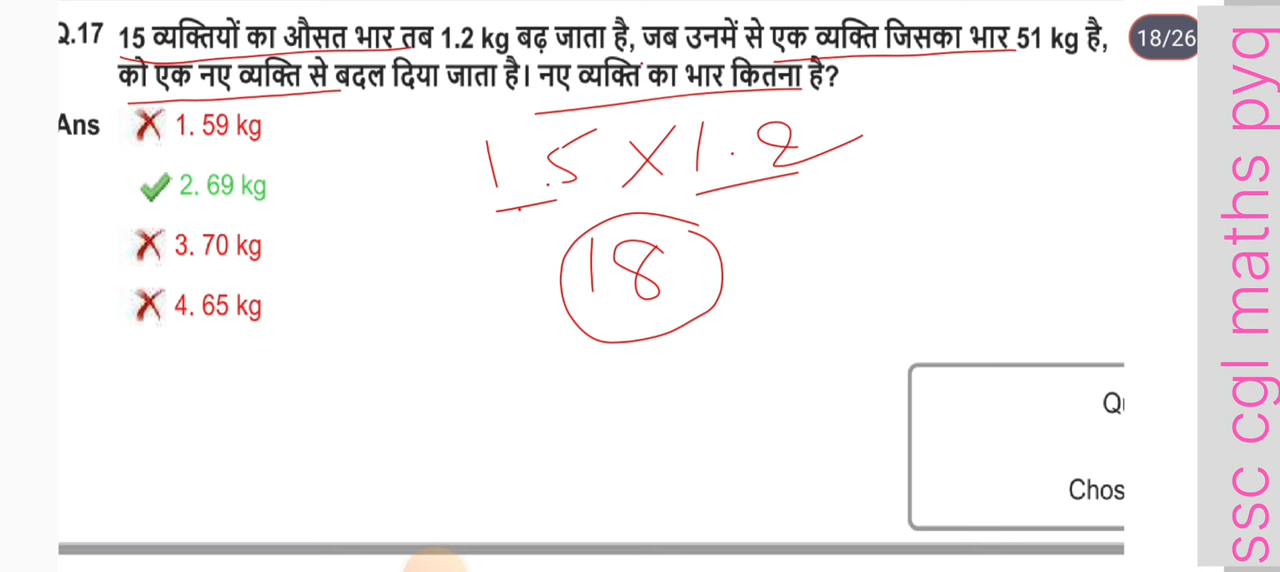 Q.17 15 व्यक्तियों का औसत भार तब 1.2 kg बढ़ जाता है, जब उनमें से एक व्यक्ति जिसका भार 51 kg है,
को एक नए व्यक्ति से बदल दिया जाता है। नए व्यक्ति का भार कितना है?
18/26
Ans 1. 59 kg
2. 69 kg
3. 70 kg
4. 65 kg
15 × 1.2
18
Chos
ssc cgl maths pyq